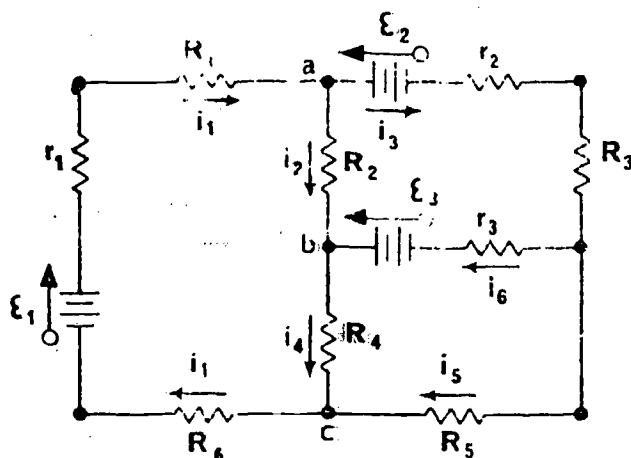 ε₂
R₁ a r₂
i₁ i₃
r₁ i₂ R₂ R₃
ε₃ r₃
b
i₆
ε₁ i₄ R₄
i₁ i₅
c
R₆ R₅